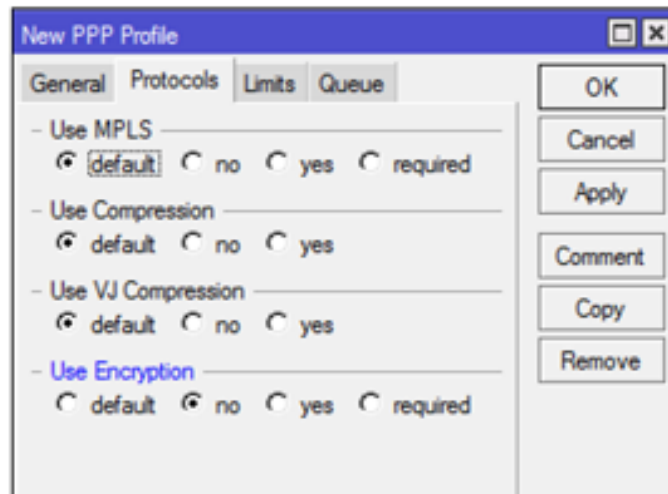 New PPP Profile
General Protocols Limits Queue
OK
Cancel
Apply
Comment
Copy
Remove
Use MPLS
default no yes required
Use Compression
default no yes
Use VJ Compression
default no yes
Use Encryption
default no yes required